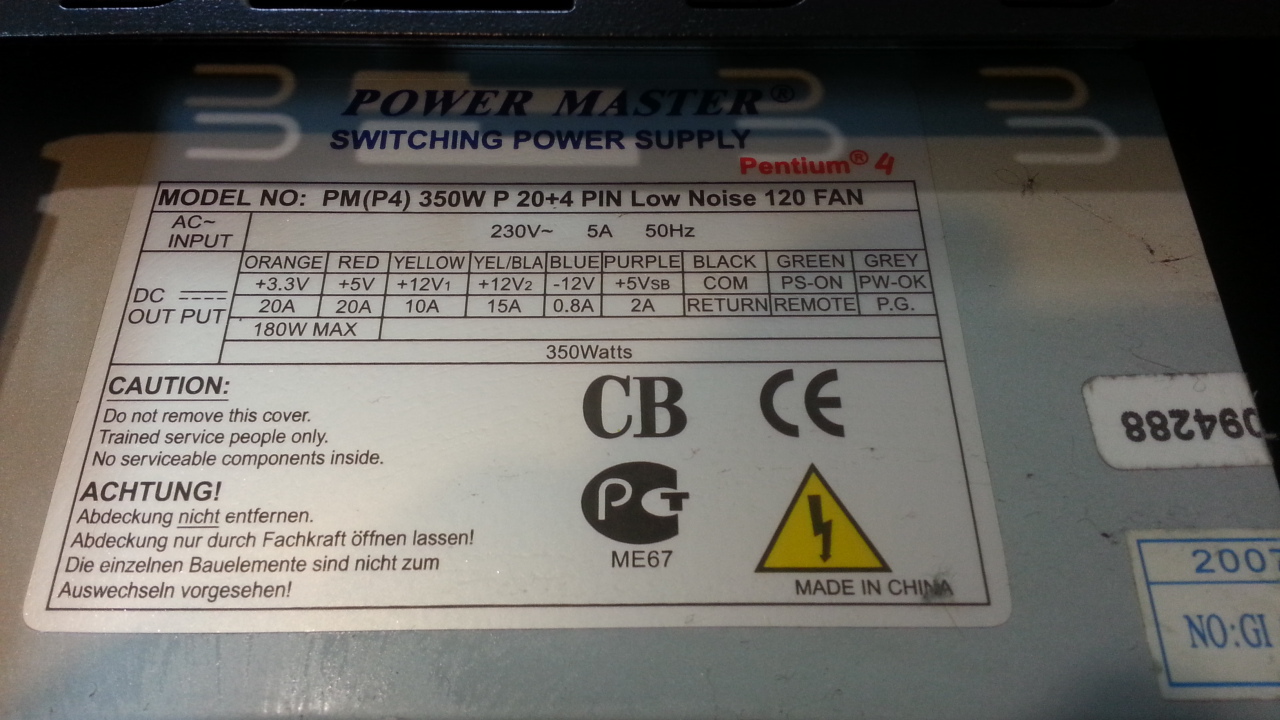 POWER MASTER®
SWITCHING POWER SUPPLY
Pentium® 4
MODEL NO: PM(P4) 350W P 20+4 PIN Low Noise 120 FAN
AC~ INPUT 230V~ 5A 50Hz
ORANGE RED YELLOW YEL/BLA BLUE PURPLE BLACK GREEN GREY
+3.3V +5V +12V1 +12V2 -12V +5VSB COM PS-ON PW-OK
DC OUT PUT 20A 20A 10A 15A 0.8A 2A RETURN REMOTE P.G.
180W MAX
350Watts
CAUTION:
Do not remove this cover.
Trained service people only.
No serviceable components inside.
ACHTUNG!
Abdeckung nicht entfernen.
Abdeckung nur durch Fachkraft öffnen lassen!
Die einzelnen Bauelemente sind nicht zum
Auswechseln vorgesehen!
CB CE
PCT
ME67
MADE IN CHINA
094288
2007
NO:GI